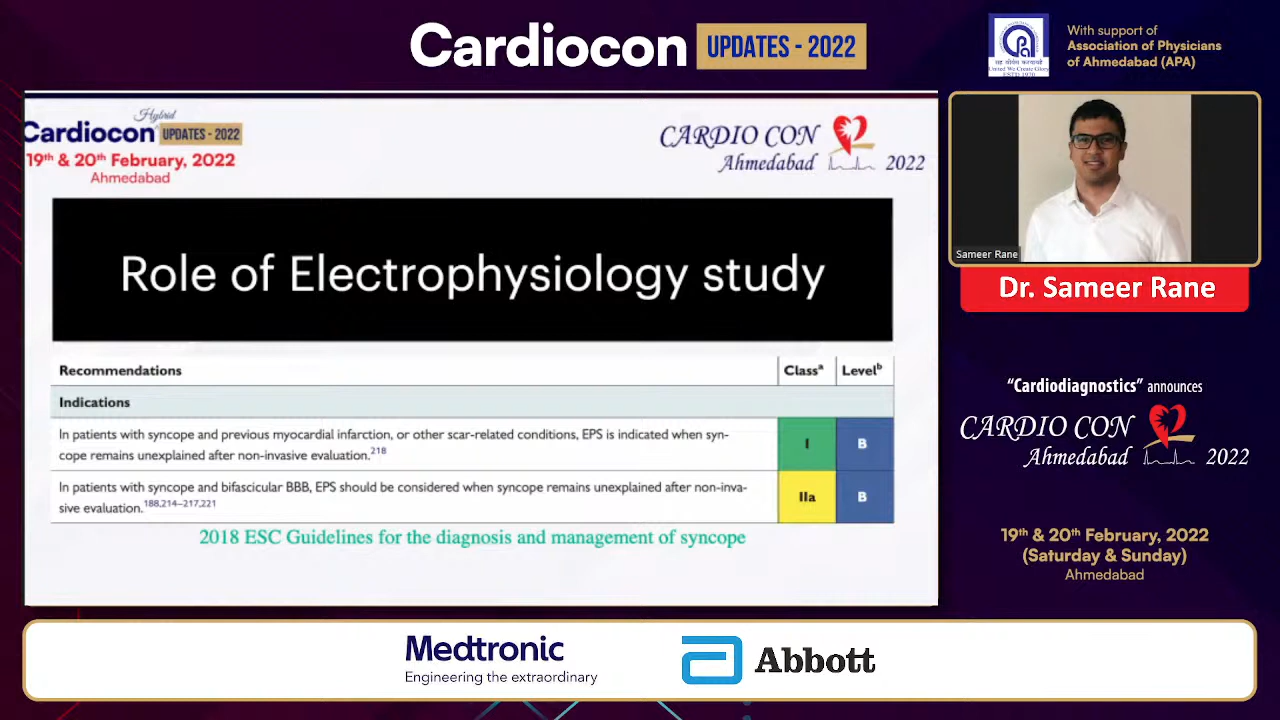 Cardiocon UPDATES - 2022
United We Create Glory
ESTD 1970
With support of
Association of Physicians
of Ahmedabad (APA)
Hybrid
Cardiocon UPDATES - 2022
19th & 20th February, 2022
Ahmedabad
CARDIO CON
Ahmedabad 2022
Role of Electrophysiology study
Recommendations Classa Levelb
Indications
In patients with syncope and previous myocardial infarction, or other scar-related conditions, EPS is indicated when syn-
cope remains unexplained after non-invasive evaluation.218
I B
In patients with syncope and bifascicular BBB, EPS should be considered when syncope remains unexplained after non-inva-
sive evaluation.188,214–217,221
IIa B
2018 ESC Guidelines for the diagnosis and management of syncope
Sameer Rane
Dr. Sameer Rane
“Cardiodiagnostics” announces
CARDIO CON
Ahmedabad 2022
19th & 20th February, 2022
(Saturday & Sunday)
Ahmedabad
Medtronic
Engineering the extraordinary
Abbott